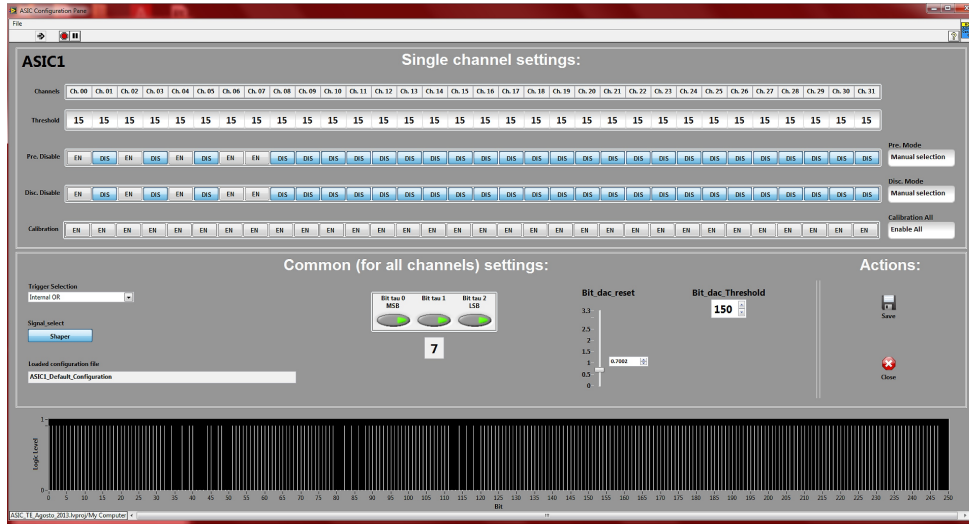 ASIC Configuration Pane
File
ASIC1
Single channel settings:
Channels Ch. 00 Ch. 01 Ch. 02 Ch. 03 Ch. 04 Ch. 05 Ch. 06 Ch. 07 Ch. 08 Ch. 09 Ch. 10 Ch. 11 Ch. 12 Ch. 13 Ch. 14 Ch. 15 Ch. 16 Ch. 17 Ch. 18 Ch. 19 Ch. 20 Ch. 21 Ch. 22 Ch. 23 Ch. 24 Ch. 25 Ch. 26 Ch. 27 Ch. 28 Ch. 29 Ch. 30 Ch. 31
Threshold 15 15 15 15 15 15 15 15 15 15 15 15 15 15 15 15 15 15 15 15 15 15 15 15 15 15 15 15 15 15 15 15
Pre. Mode
Pre. Disable EN DIS EN DIS EN DIS EN EN DIS DIS DIS DIS DIS DIS DIS DIS DIS DIS DIS DIS DIS DIS DIS DIS DIS DIS DIS DIS DIS DIS DIS DIS Manual selection
Disc. Mode
Disc. Disable EN DIS EN DIS EN DIS EN EN DIS DIS DIS DIS DIS DIS DIS DIS DIS DIS DIS DIS DIS DIS DIS DIS DIS DIS DIS DIS DIS DIS DIS DIS Manual selection
Calibration All
Calibration EN EN EN EN EN EN EN EN EN EN EN EN EN EN EN EN EN EN EN EN EN EN EN EN EN EN EN EN EN EN EN EN Enable All
Common (for all channels) settings:
Actions:
Trigger Selection
Internal OR
Signal_select
Shaper
Loaded configuration file
ASIC1_Default_Configuration
Bit tau 0 Bit tau 1 Bit tau 2
MSB LSB
7
Bit_dac_reset
3.3
2.5
2
1.5
1
0.5
0
0.7002
Bit_dac_Threshold
150
Save
Close
Logic Level
1
0
0 5 10 15 20 25 30 35 40 45 50 55 60 65 70 75 80 85 90 95 100 105 110 115 120 125 130 135 140 145 150 155 160 165 170 175 180 185 190 195 200 205 210 215 220 225 230 235 240 245 250
Bit
ASIC_TE_Agosto_2013.lvproj/My Computer